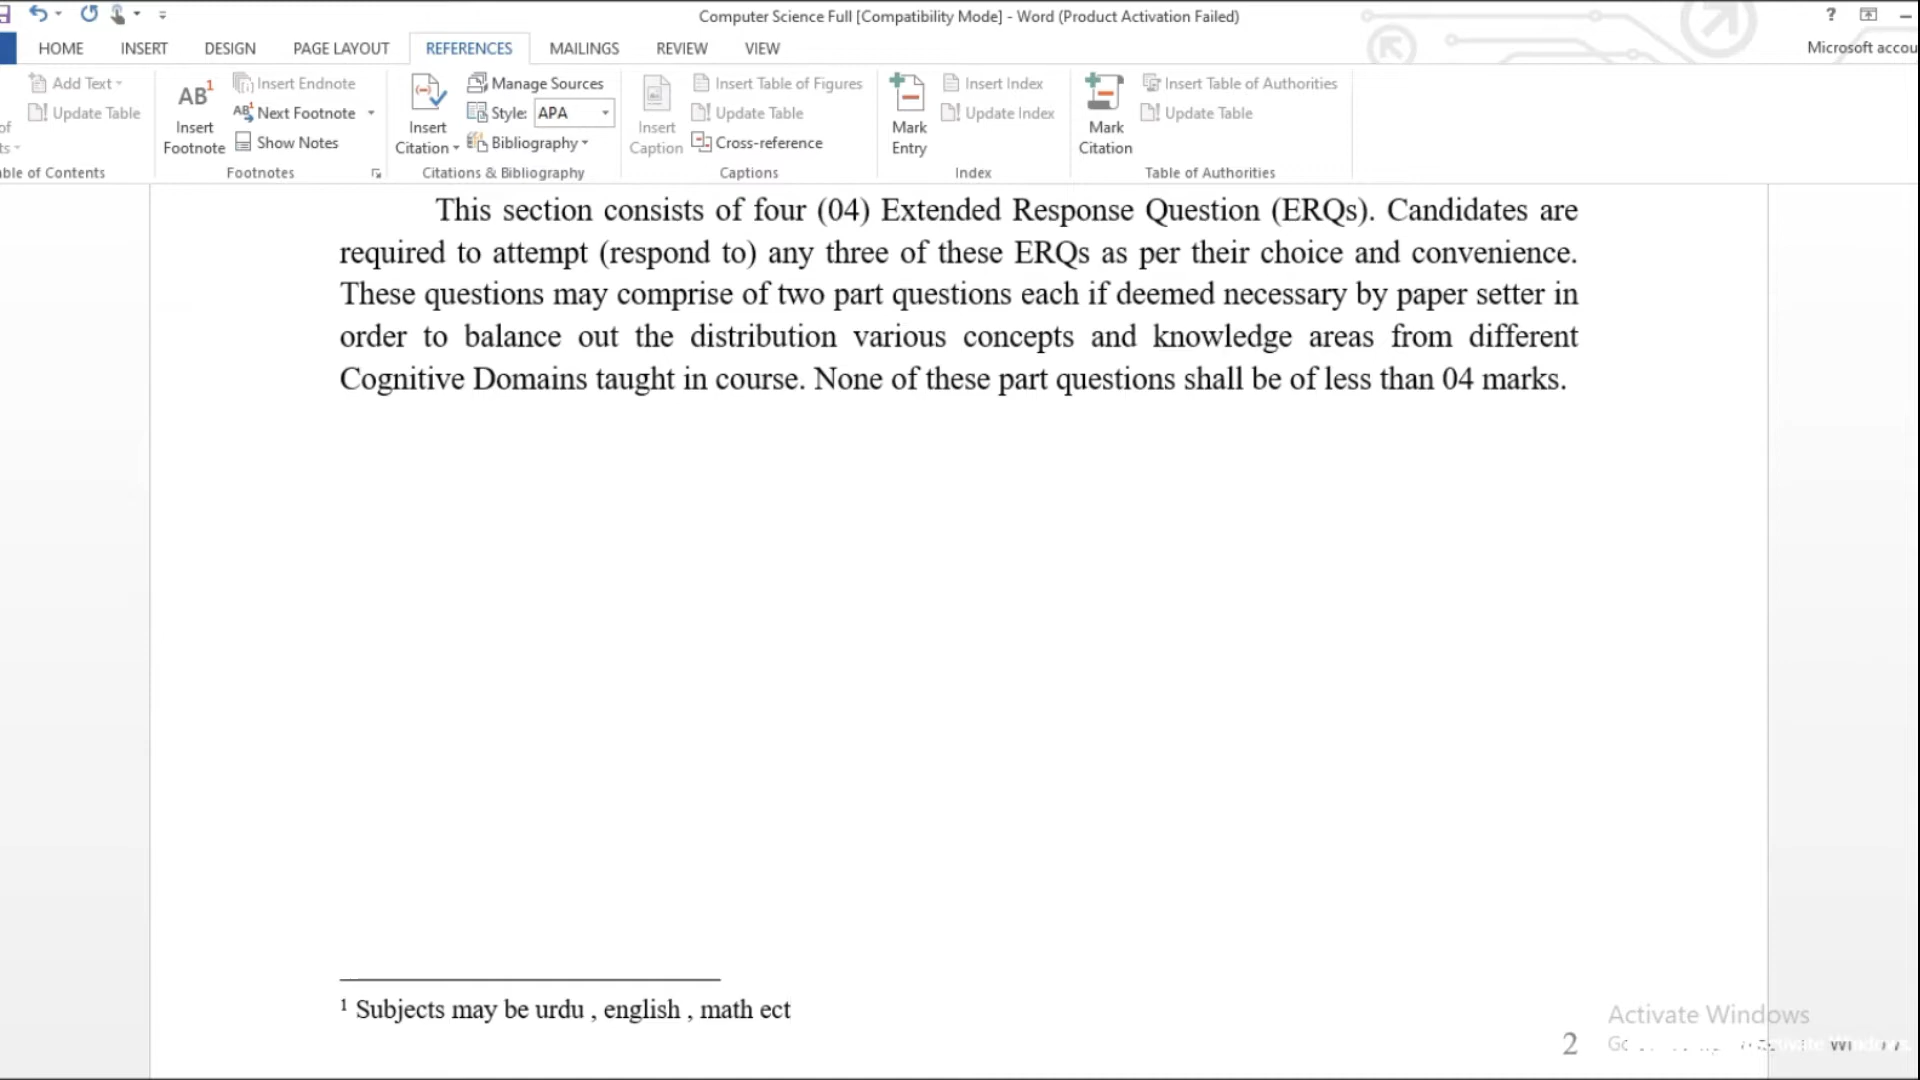 Computer Science Full [Compatibility Mode] - Word (Product Activation Failed)
?
HOME INSERT DESIGN PAGE LAYOUT REFERENCES MAILINGS REVIEW VIEW
Microsoft accou
Add Text
Update Table
of
ts
ble of Contents
AB1
Insert Footnote
Insert Endnote
AB1 Next Footnote
Show Notes
Footnotes
Insert Citation
Manage Sources
Style: APA
Bibliography
Citations & Bibliography
Insert Caption
Insert Table of Figures
Update Table
Cross-reference
Captions
Mark Entry
Insert Index
Update Index
Index
Mark Citation
Insert Table of Authorities
Update Table
Table of Authorities
This section consists of four (04) Extended Response Question (ERQs). Candidates are
required to attempt (respond to) any three of these ERQs as per their choice and convenience.
These questions may comprise of two part questions each if deemed necessary by paper setter in
order to balance out the distribution various concepts and knowledge areas from different
Cognitive Domains taught in course. None of these part questions shall be of less than 04 marks.
1 Subjects may be urdu , english , math ect
2
Activate Windows